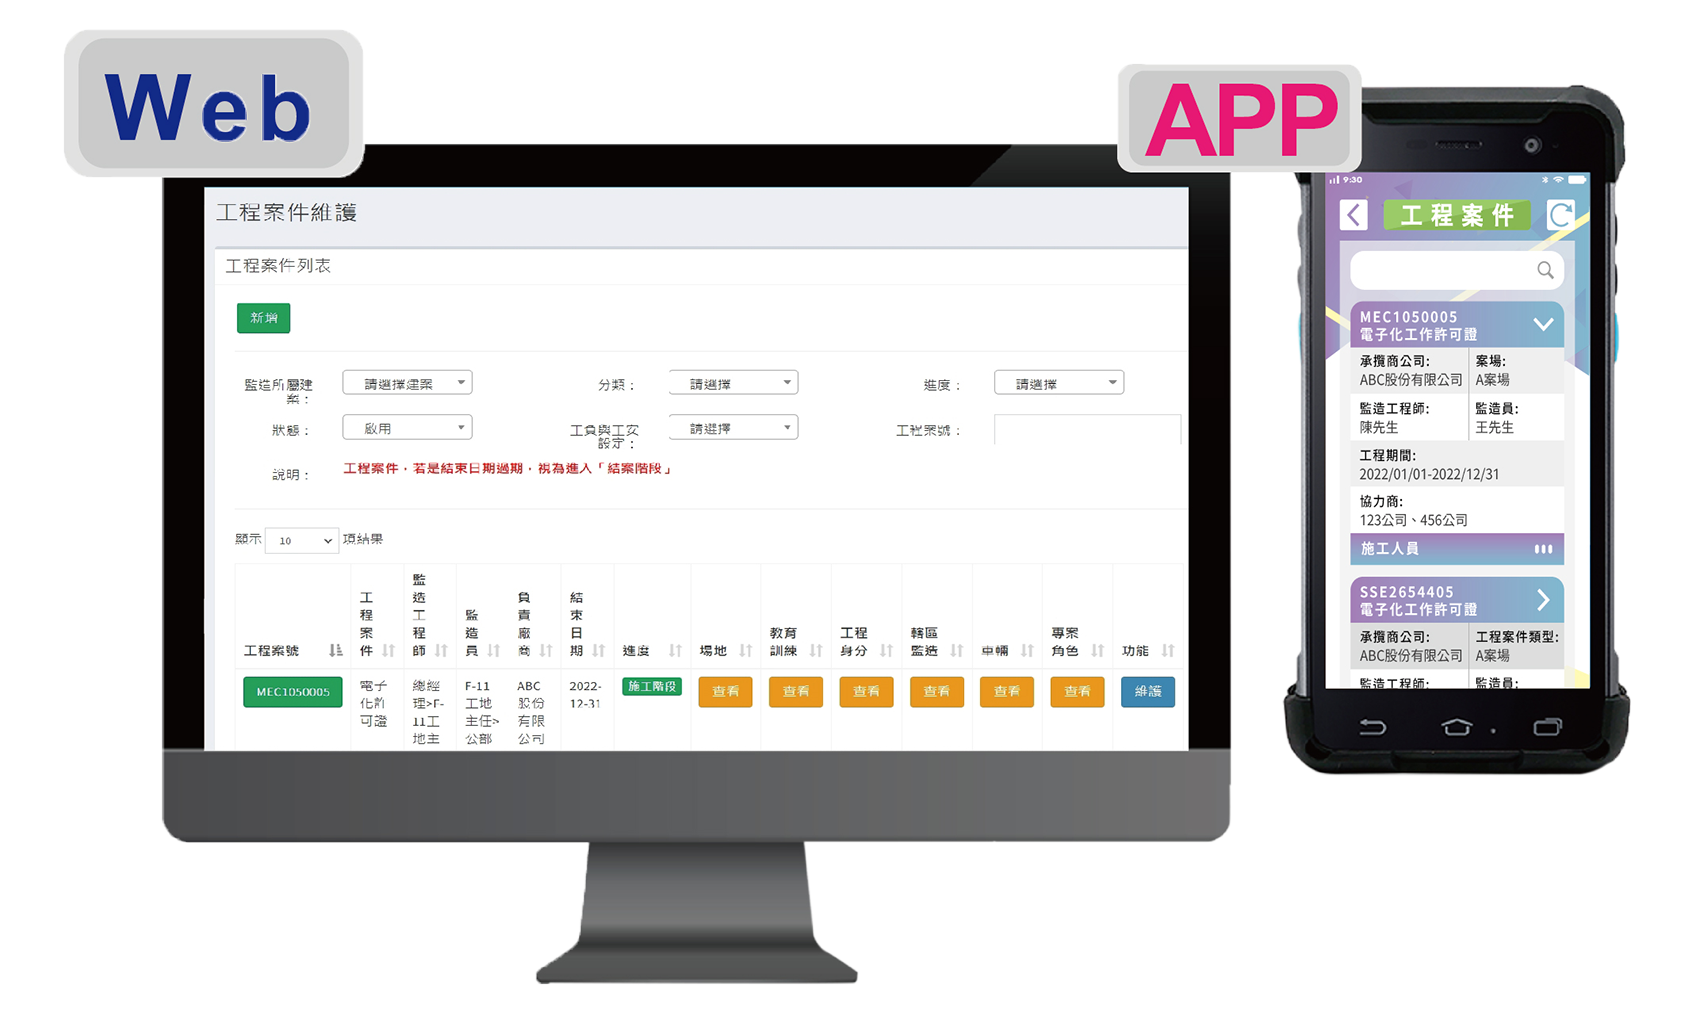 Web
工程案件維護
工程案件列表
新增
監造所屬建
案：
請選擇建案
分類：
請選擇
進度：
請選擇
狀態：
啟用
工負與工安
設定：
請選擇
工程案號：
說明：
工程案件，若是結束日期過期，視為進入「結案階段」
顯示 10 項結果
工程案號
工程案件
監造工程師
監造員
負責廠商
結束日期
進度
場地
教育訓練
工程身分
轄區監造
車輛
專案角色
功能
MEC1050005
電子化許可證
總經理>F-11工地主
F-11工地主任>公部
ABC股份有限公司
2022-12-31
施工階段
查看
查看
查看
查看
查看
查看
維護
APP
9:30
工程案件
MEC1050005
電子化工作許可證
承攬商公司:
ABC股份有限公司
案場:
A案場
監造工程師:
陳先生
監造員:
王先生
工程期間:
2022/01/01-2022/12/31
協力商:
123公司、456公司
施工人員
SSE2654405
電子化工作許可證
承攬商公司:
ABC股份有限公司
工程案件類型:
A案場
監造工程師:
監造員: